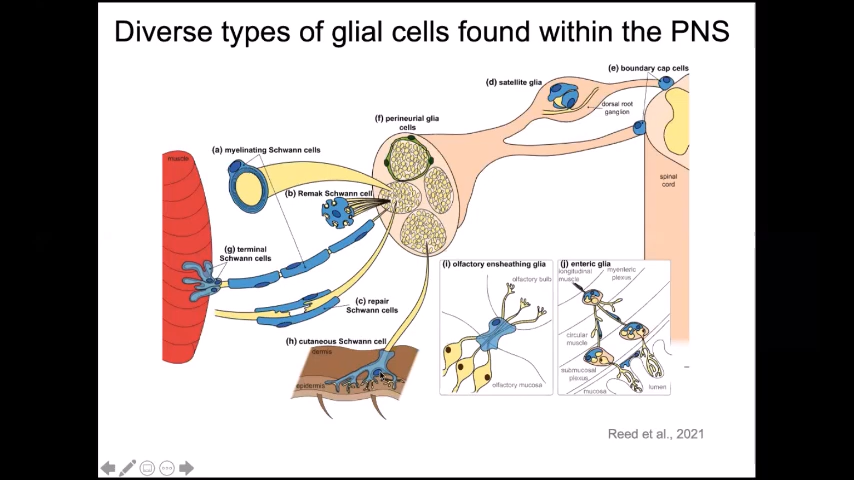 Diverse types of glial cells found within the PNS
(e) boundary cap cells
(d) satellite glia
dorsal root
ganglion
(f) perineurial glia
cells
muscle
(a) myelinating Schwann cells
spinal
cord
(b) Remak Schwann cell
(g) terminal
Schwann cells
(c) repair
Schwann cells
(h) cutaneous Schwann cell
dermis
epidermis
(i) olfactory ensheathing glia
olfactory bulb
olfactory mucosa
(j) enteric glia
longitudinal
muscle
myenteric
plexus
circular
muscle
submucosal
plexus
mucosa
lumen
Reed et al., 2021